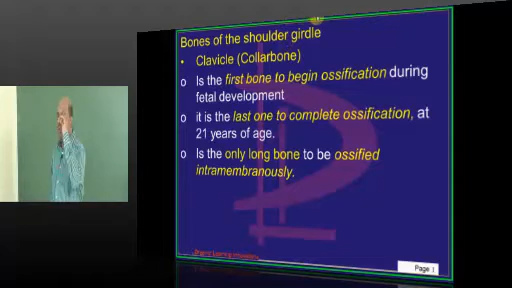 Bones of the shoulder girdle
• Clavicle (Collarbone)
o Is the first bone to begin ossification during
fetal development
o it is the last one to complete ossification, at
21 years of age.
o Is the only long bone to be ossified
intramembranously.
Page 1